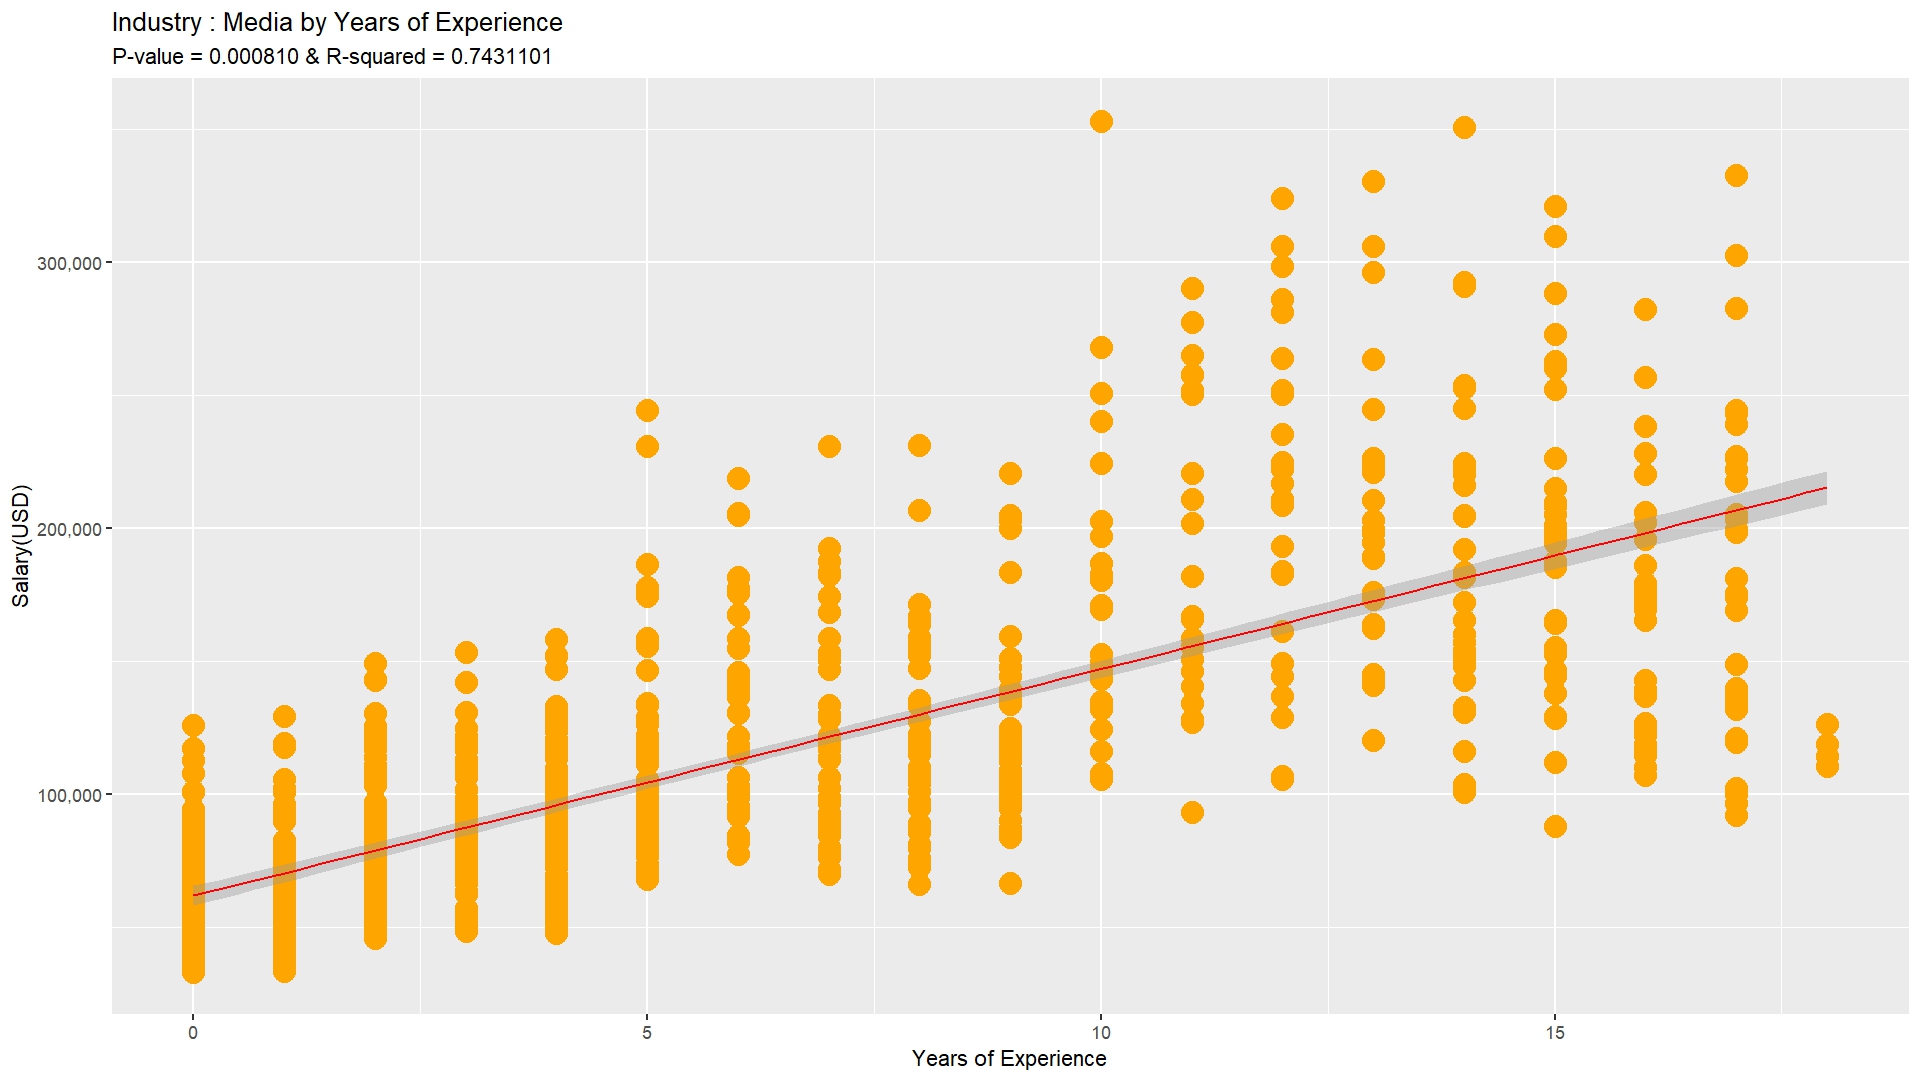 Industry : Media by Years of Experience
P-value = 0.000810 & R-squared = 0.7431101
Salary(USD)
300,000
200,000
100,000
0
5
10
15
Years of Experience